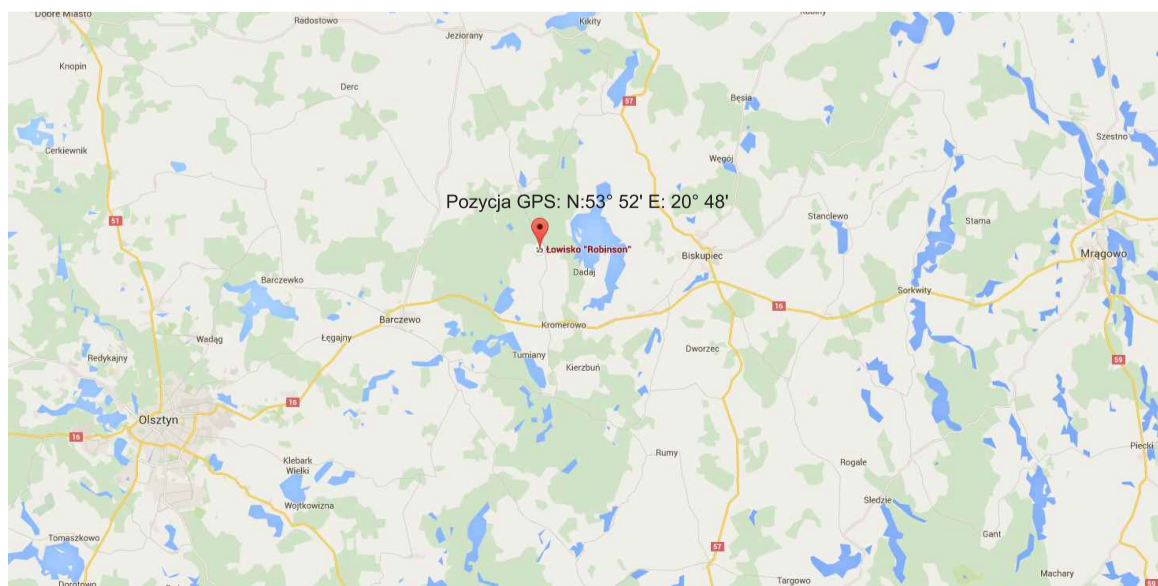 Dobre Miasto
Radostowo
Kikity
Jeziorany
Knopin
Derc
57
Bęsia
Szestno
Cerkiewnik
Węgój
Pozycja GPS: N:53° 52' E: 20° 48'
51
Stanclewo
Stama
Łowisko "Robinson"
Biskupiec
Mrągowo
Dadaj
Barczewko
Sorkwity
16
Barczewo
Kromerowo
Wadąg
Łęgajny
Dworzec
Redykajny
Tumiany
59
Kierzbuń
16
Olsztyn
16
Piecki
Klebark
Wielki
Rumy
Rogale
Wojtkowizna
Śledzie
Tomaszkowo
Gant
57
Machary
Targowo
59
Dorotowo